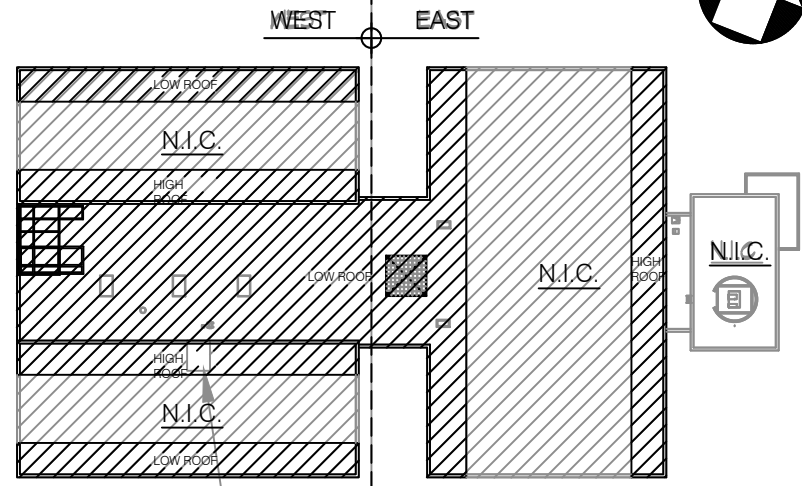 WEST EAST
LOW ROOF
N.I.C.
HIGH
ROOF
LOW ROOF
N.I.C.
HIGH
ROOF
N.I.C.
HIGH
ROOF
N.I.C.
LOW ROOF